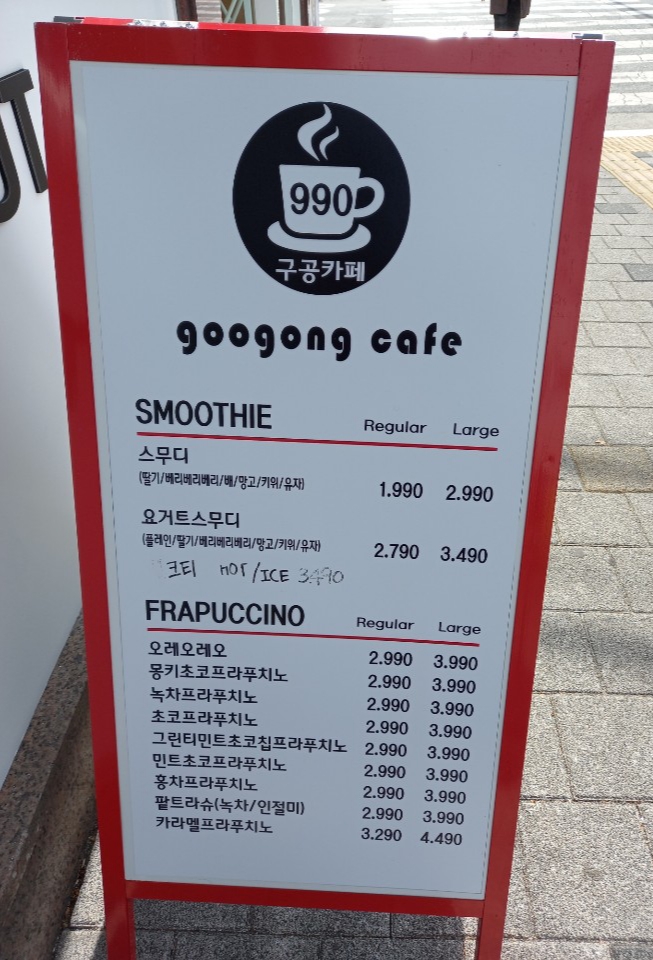 UT
990
구공카페
googong cafe
SMOOTHIE Regular Large
스무디
(딸기/베리베리베리/배/망고/키위/유자) 1.990 2.990
요거트스무디
(플레인/딸기/베리베리베리/망고/키위/유자) 2.790 3.490
코티 HOT/ICE 3490
FRAPUCCINO Regular Large
오레오레오 2.990 3.990
몽키초코프라푸치노 2.990 3.990
녹차프라푸치노 2.990 3.990
초코프라푸치노 2.990 3.990
그린티민트초코칩프라푸치노 2.990 3.990
민트초코프라푸치노 2.990 3.990
홍차프라푸치노 2.990 3.990
팥트라슈(녹차/인절미) 2.990 3.990
카라멜프라푸치노 3.290 4.490